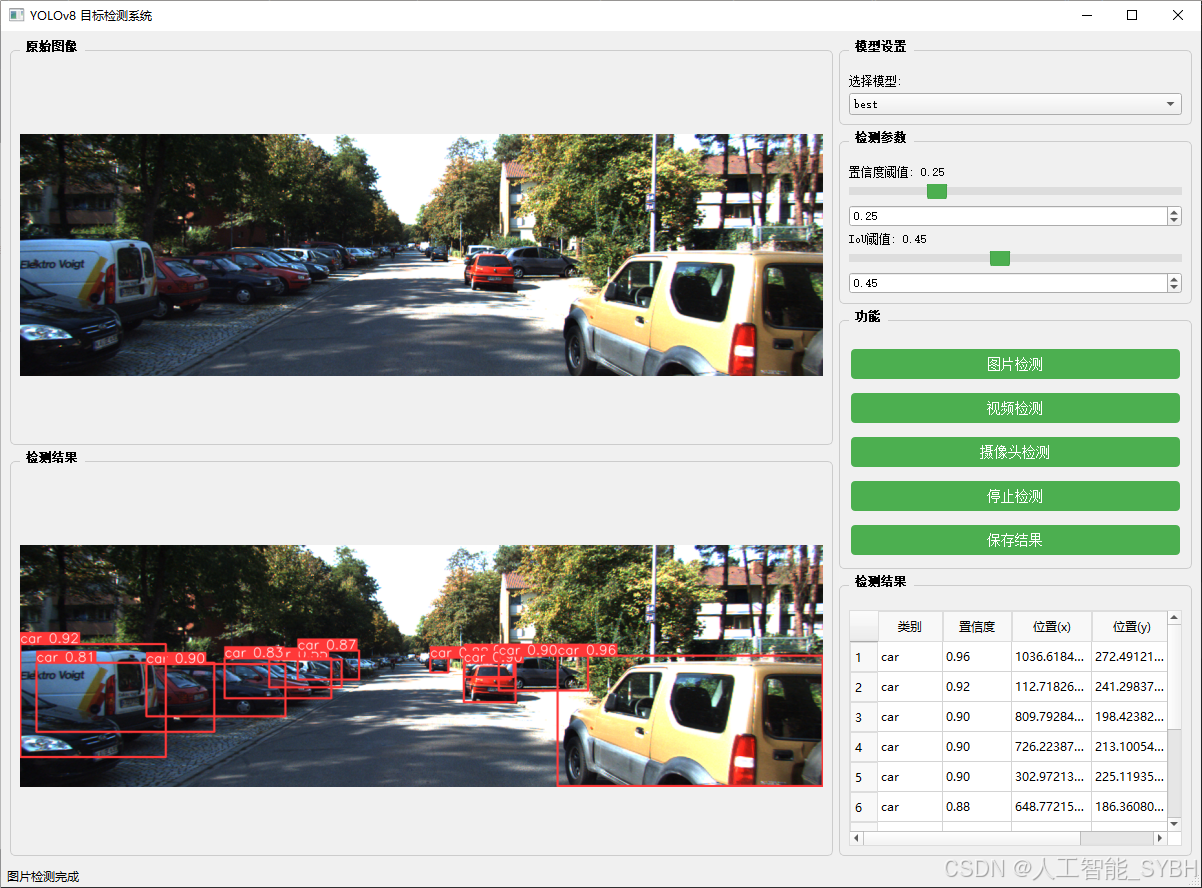 YOLOv8 目标检测系统
原始图像
Elektro Voigt
检测结果
car 0.92
car 0.81
car 0.90
car 0.83
car 0.87
car 0.90
car 0.90
car 0.96
Elektro Voigt
模型设置
选择模型:
best
检测参数
置信度阈值: 0.25
0.25
IoU阈值: 0.45
0.45
功能
图片检测
视频检测
摄像头检测
停止检测
保存结果
检测结果
类别 置信度 位置(x) 位置(y)
1 car 0.96 1036.6184... 272.49121...
2 car 0.92 112.71826... 241.29837...
3 car 0.90 809.79284... 198.42382...
4 car 0.90 726.22387... 213.10054...
5 car 0.90 302.97213... 225.11935...
6 car 0.88 648.77215... 186.36080...
图片检测完成
CSDN @人工智能_SYBH